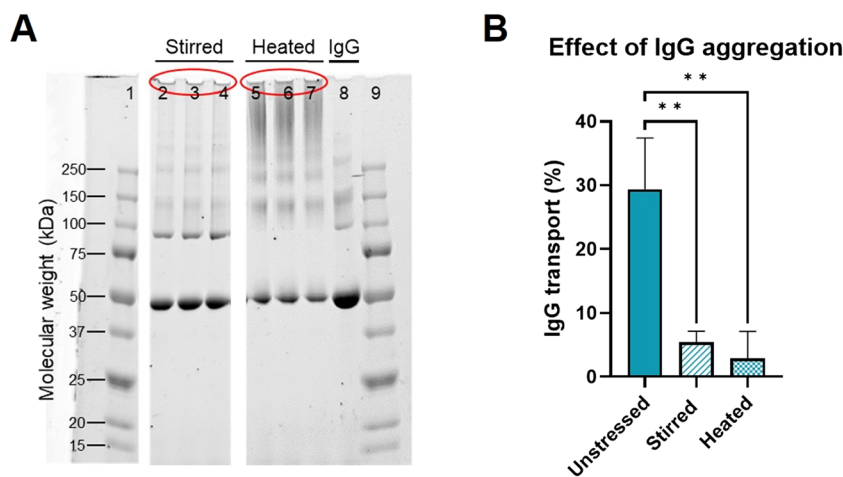 A
Stirred Heated IgG
1 2 3 4 5 6 7 8 9
Molecular weight (kDa)
250
150
100
75
50
37
25
20
15
B
Effect of IgG aggregation
* *
* *
IgG transport (%)
40
30
20
10
0
Unstressed
Stirred
Heated